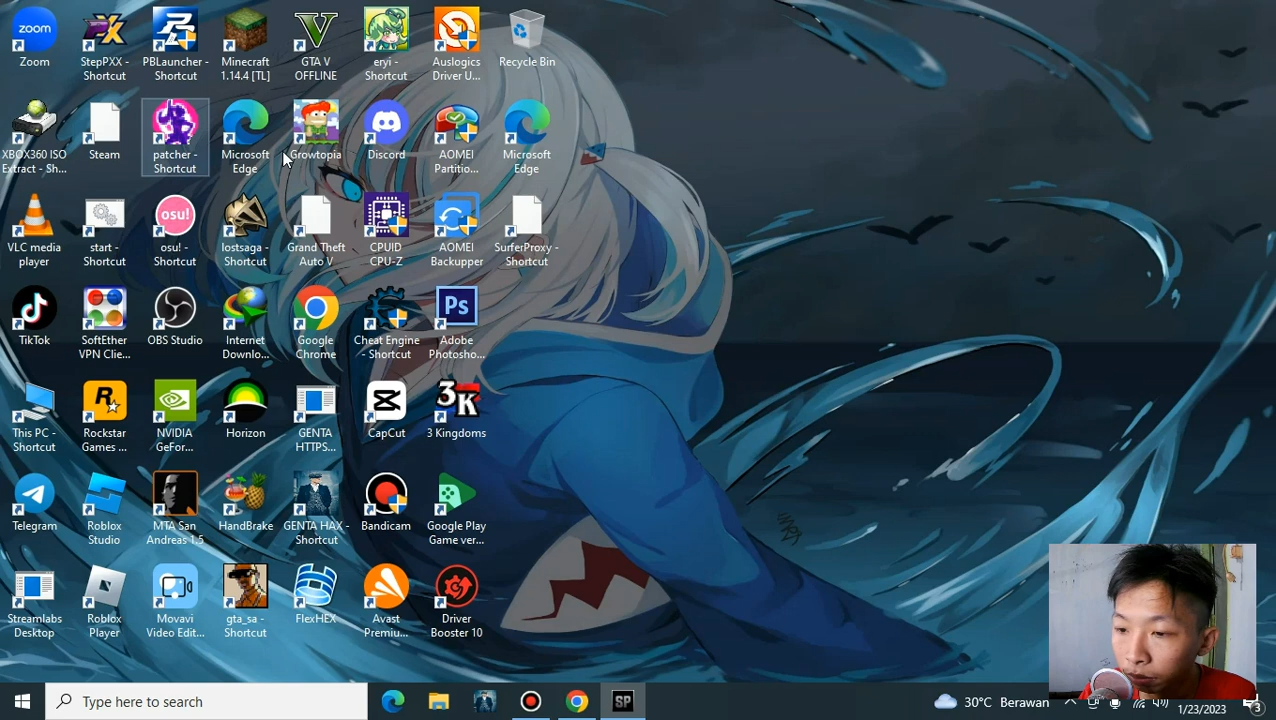 Zoom
StepPXX -
Shortcut
PBLauncher -
Shortcut
Minecraft
1.14.4 [TL]
GTA V
OFFLINE
eryi -
Shortcut
Auslogics
Driver U...
Recycle Bin
XBOX360 ISO
Extract - Sh...
Steam
patcher -
Shortcut
Microsoft
Edge
Growtopia
Discord
AOMEI
Partitio...
Microsoft
Edge
VLC media
player
start -
Shortcut
osu!
osu! -
Shortcut
lostsaga -
Shortcut
Grand Theft
Auto V
CPUID
CPU-Z
AOMEI
Backupper
SurferProxy -
Shortcut
TikTok
SoftEther
VPN Clie...
OBS Studio
Internet
Downlo...
Google
Chrome
Cheat Engine
- Shortcut
Ps
Adobe
Photosho...
This PC -
Shortcut
R
Rockstar
Games ...
NVIDIA
GeFor...
Horizon
GENTA
HTTPS...
CapCut
3K
3 Kingdoms
Telegram
Roblox
Studio
MTA San
Andreas 1.5
HandBrake
GENTA HAX -
Shortcut
Bandicam
Google Play
Game ver...
Streamlabs
Desktop
Roblox
Player
Movavi
Video Edit...
gta_sa -
Shortcut
FlexHEX
Avast
Premiu...
Driver
Booster 10
Type here to search
SP
30°C Berawan
1/23/2023
3